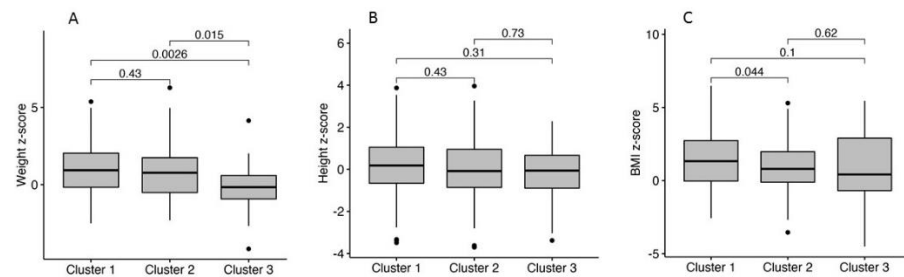 A
Weight z-score
5
0
0.015
0.0026
0.43
Cluster 1 Cluster 2 Cluster 3
B
Height z-score
6
4
2
0
-2
-4
0.73
0.31
0.43
Cluster 1 Cluster 2 Cluster 3
C
BMI z-score
10
5
0
-5
0.62
0.1
0.044
Cluster 1 Cluster 2 Cluster 3